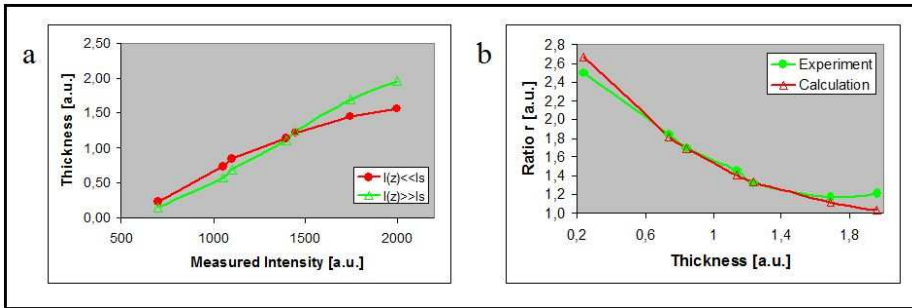 a
2,50
2,00
1,50
1,00
0,50
0,00
Thickness [a.u.]
500
1000
1500
2000
Measured Intensity [a.u.]
I(z)<<Is
I(z)>>Is
b
2,8
2,6
2,4
2,2
2,0
1,8
1,6
1,4
1,2
1,0
Ratio r [a.u.]
0,2
0,6
1
1,4
1,8
Thickness [a.u.]
Experiment
Calculation